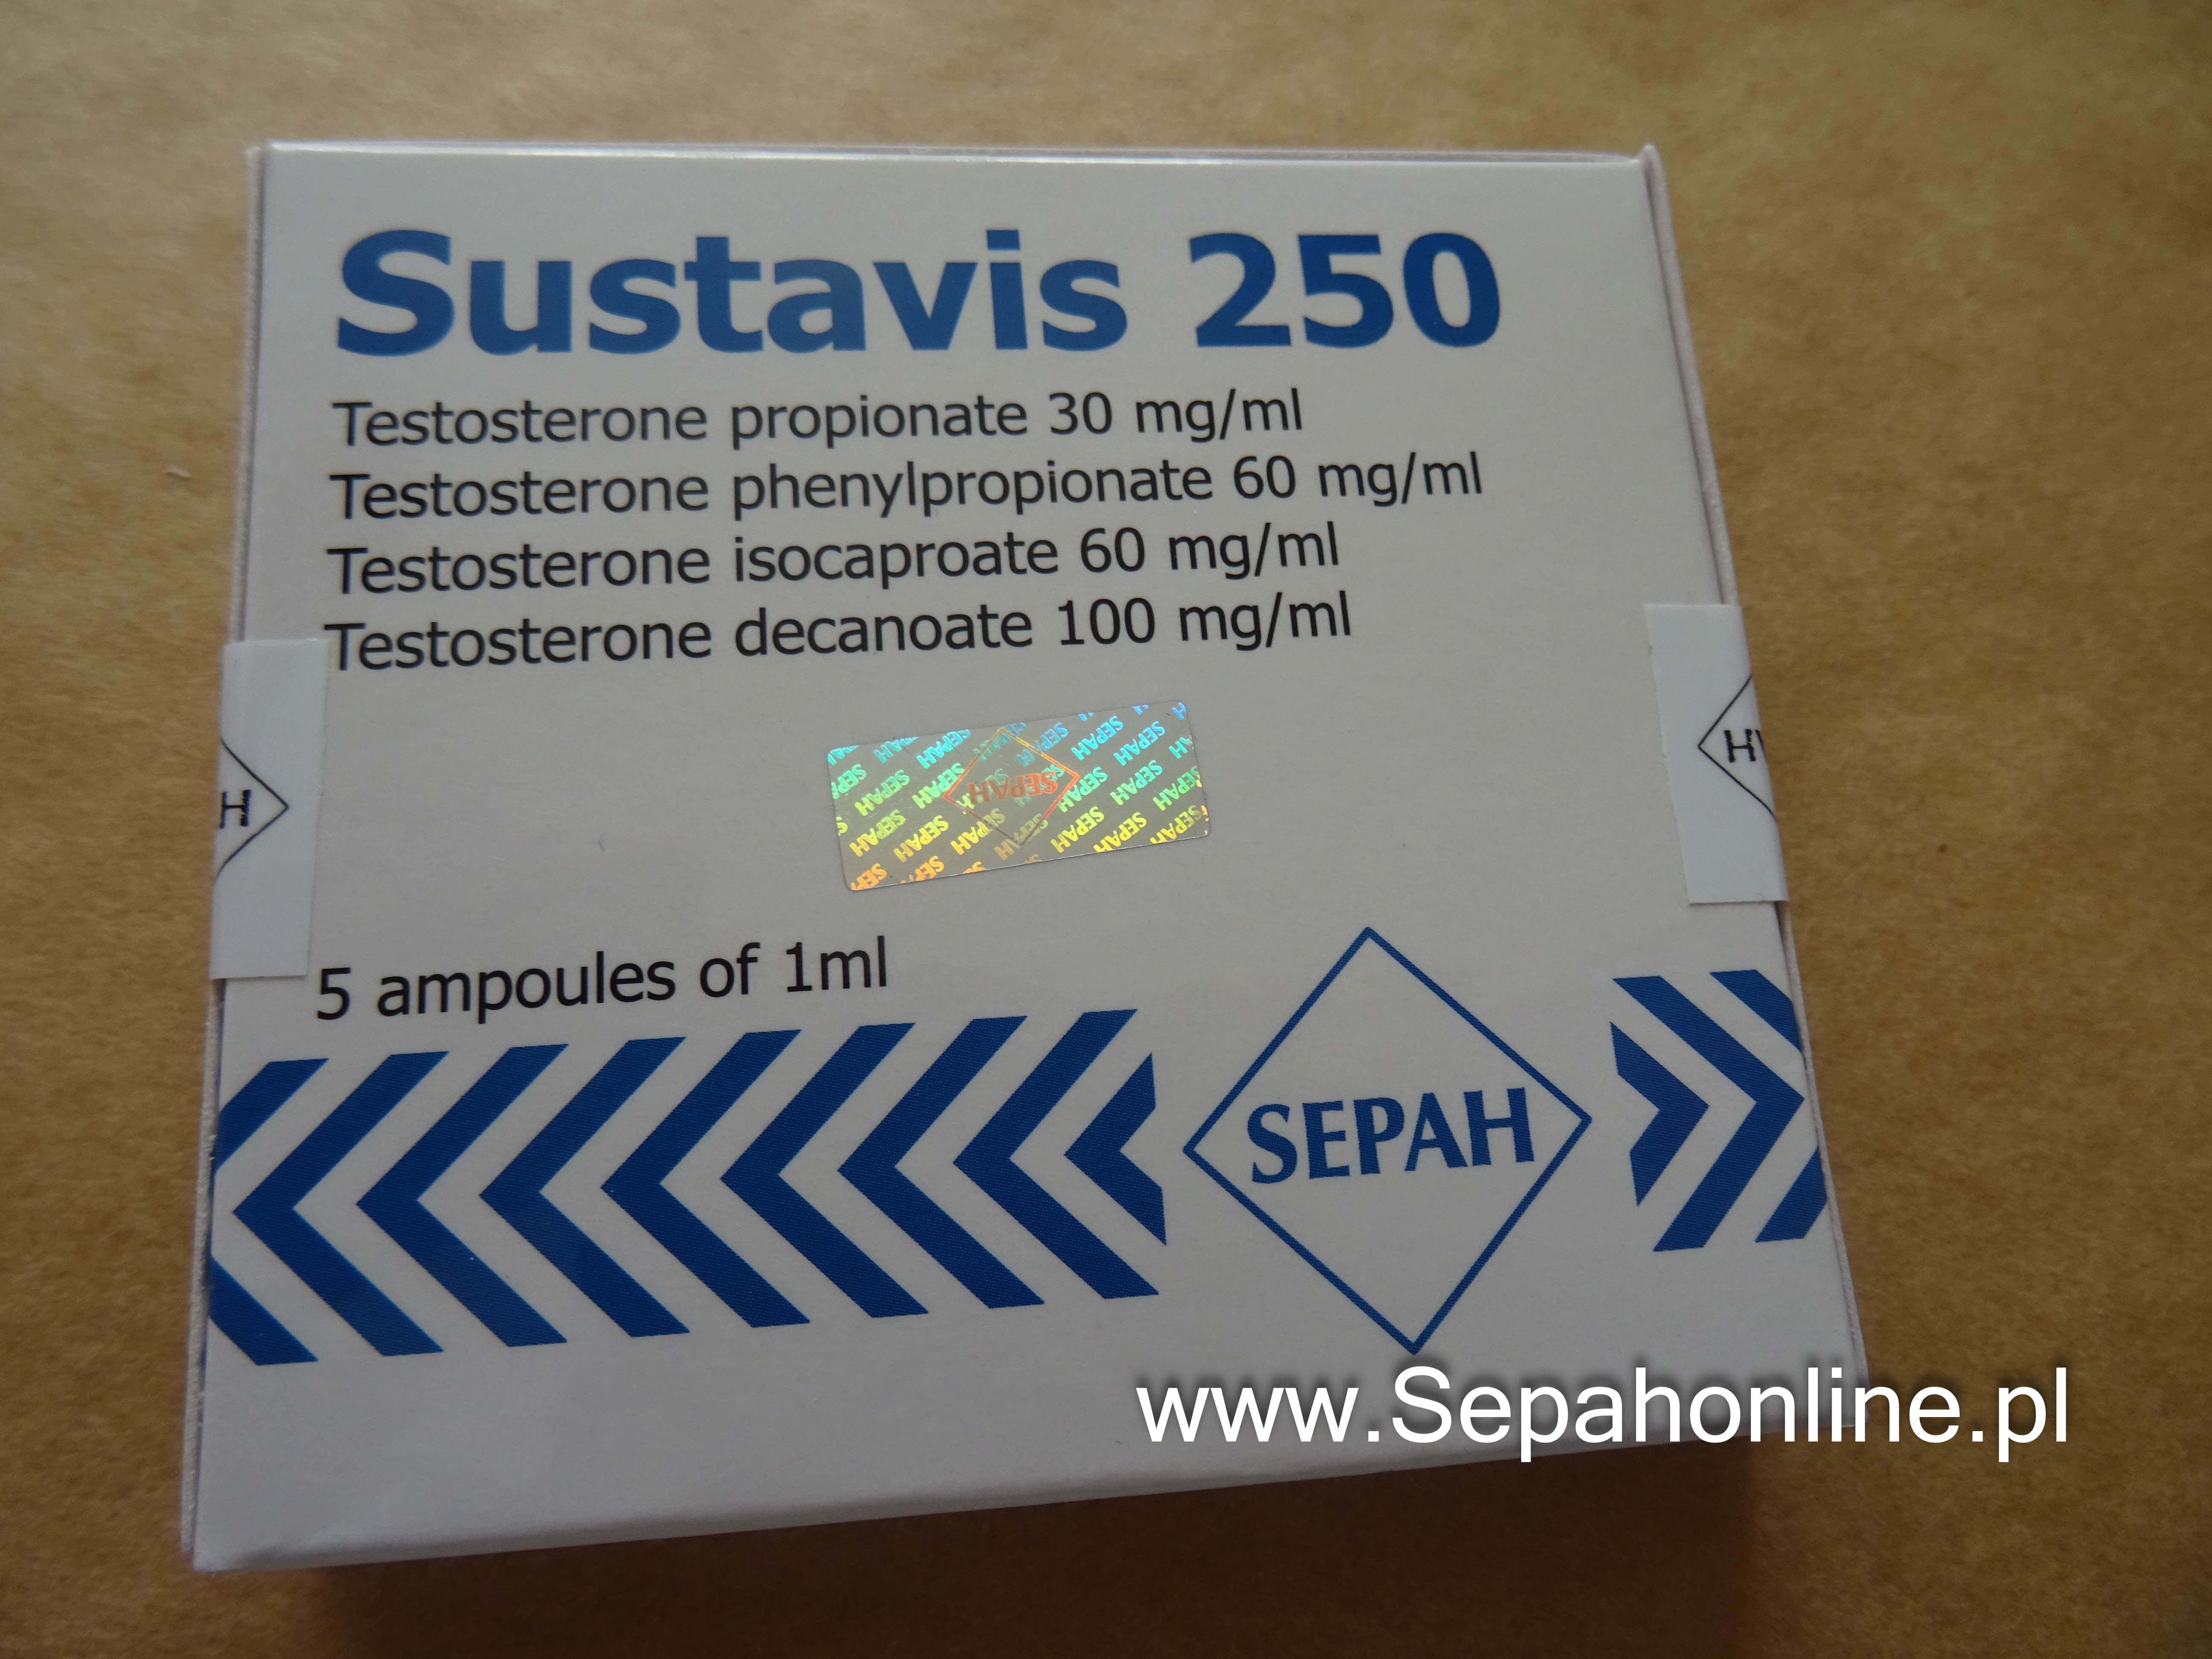 Sustavis 250
Testosterone propionate 30 mg/ml
Testosterone phenylpropionate 60 mg/ml
Testosterone isocaproate 60 mg/ml
Testosterone decanoate 100 mg/ml
H
SEPAH
5 ampoules of 1ml
SEPAH
www.Sepahonline.pl